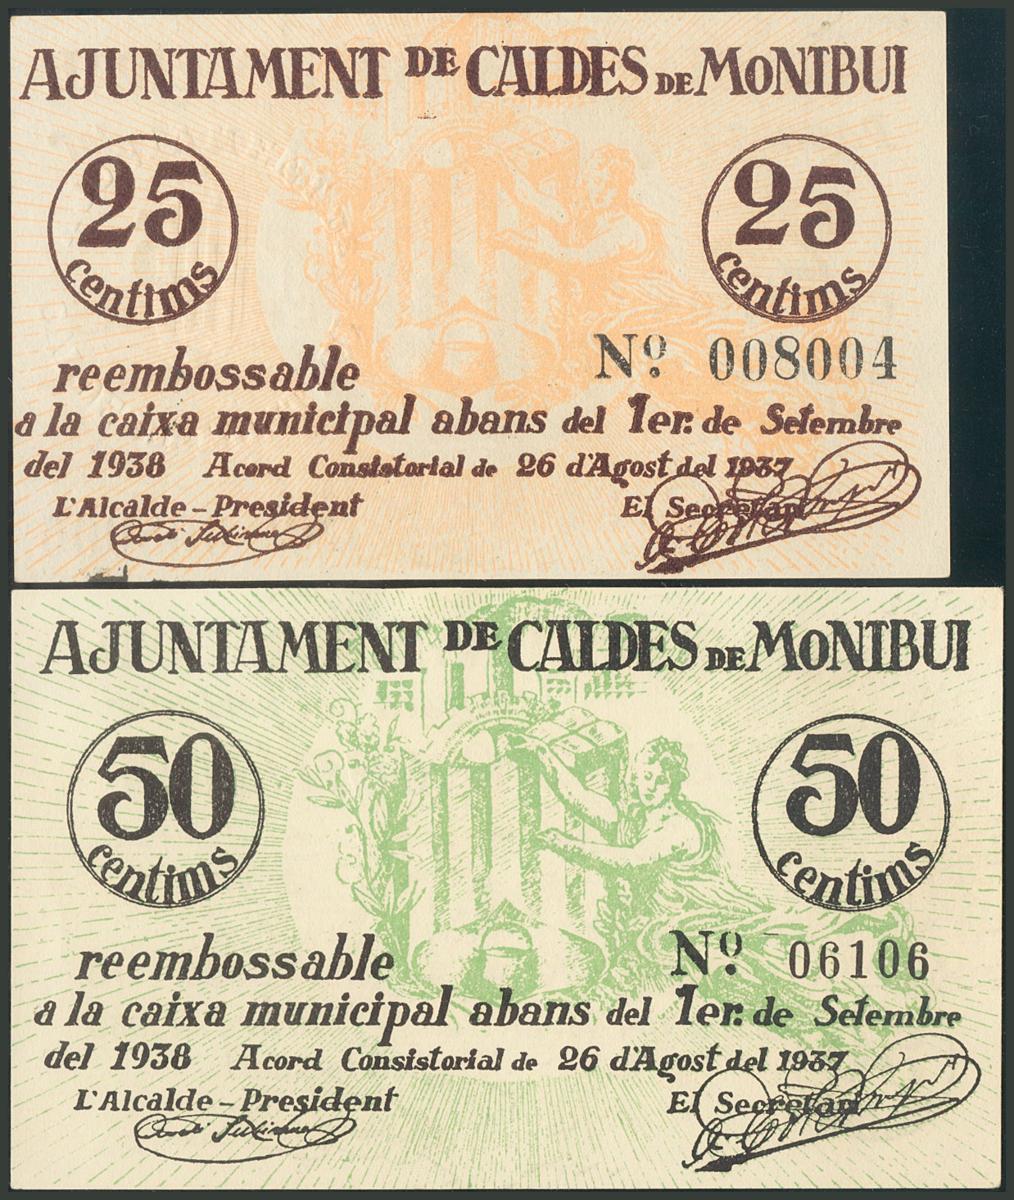 AJUNTAMENT DE CALDES DE MONTBUI
25 centims
25 centims
Nº. 008004
reembossable
a la caixa municipal abans del 1er. de Setembre
del 1938 Acord Consistorial de 26 d'Agost del 1937
L'Alcalde-President El Secretari
AJUNTAMENT DE CALDES DE MONTBUI
50 centims
50 centims
Nº. 06106
reembossable
a la caixa municipal abans del 1er. de Setembre
del 1938 Acord Consistorial de 26 d'Agost del 1937
L'Alcalde-President El Secretari